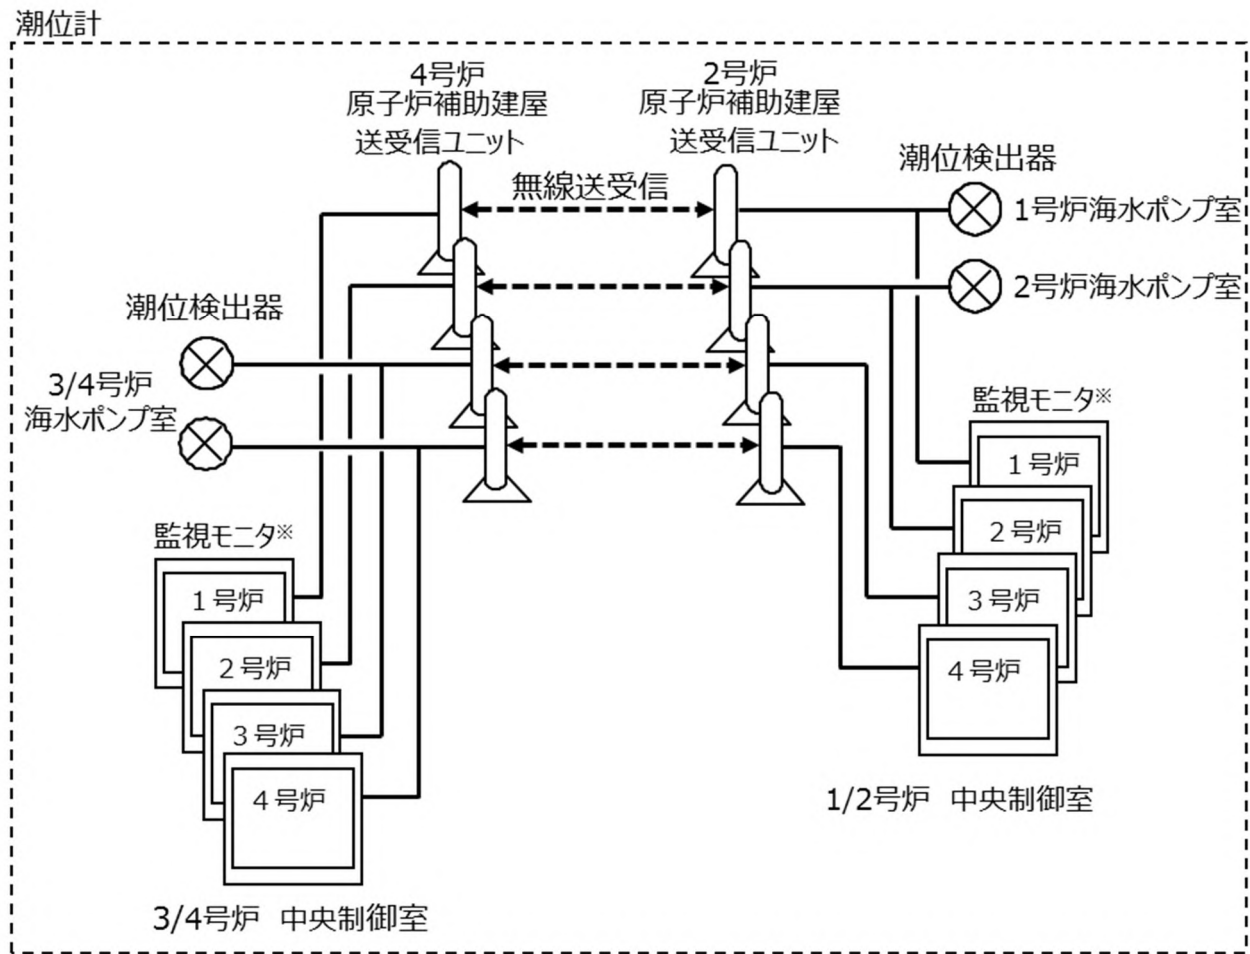 潮位計
4号炉
原子炉補助建屋
送受信ユニット
2号炉
原子炉補助建屋
送受信ユニット
無線送受信
潮位検出器
1号炉海水ポンプ室
2号炉海水ポンプ室
潮位検出器
3/4号炉
海水ポンプ室
監視モニタ※
1号炉
2号炉
3号炉
4号炉
1/2号炉 中央制御室
監視モニタ※
1号炉
2号炉
3号炉
4号炉
3/4号炉 中央制御室